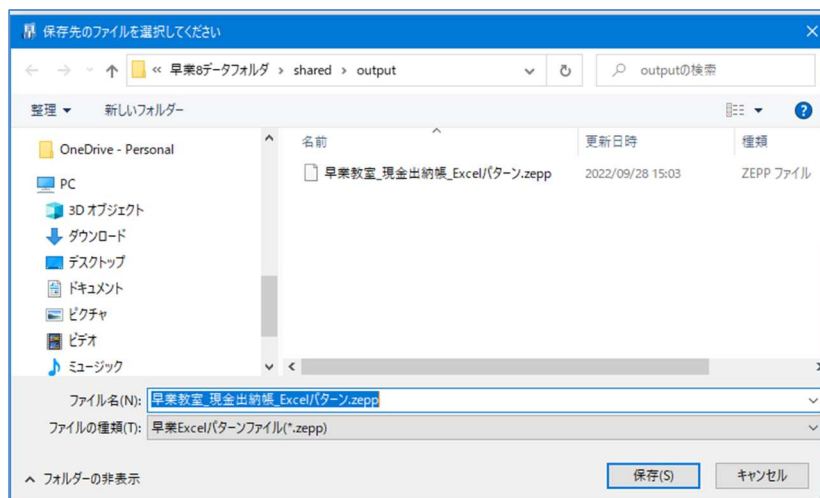 保存先のファイルを選択してください
« 早業8データフォルダ › shared › output
outputの検索
整理 新しいフォルダー
名前 更新日時 種類
OneDrive - Personal
早業教室_現金出納帳_Excelパターン.zepp 2022/09/28 15:03 ZEPP ファイル
PC
3D オブジェクト
ダウンロード
デスクトップ
ドキュメント
ピクチャ
ビデオ
ミュージック
ファイル名(N): 早業教室_現金出納帳_Excelパターン.zepp
ファイルの種類(T): 早業Excelパターンファイル(*.zepp)
フォルダーの非表示 保存(S) キャンセル